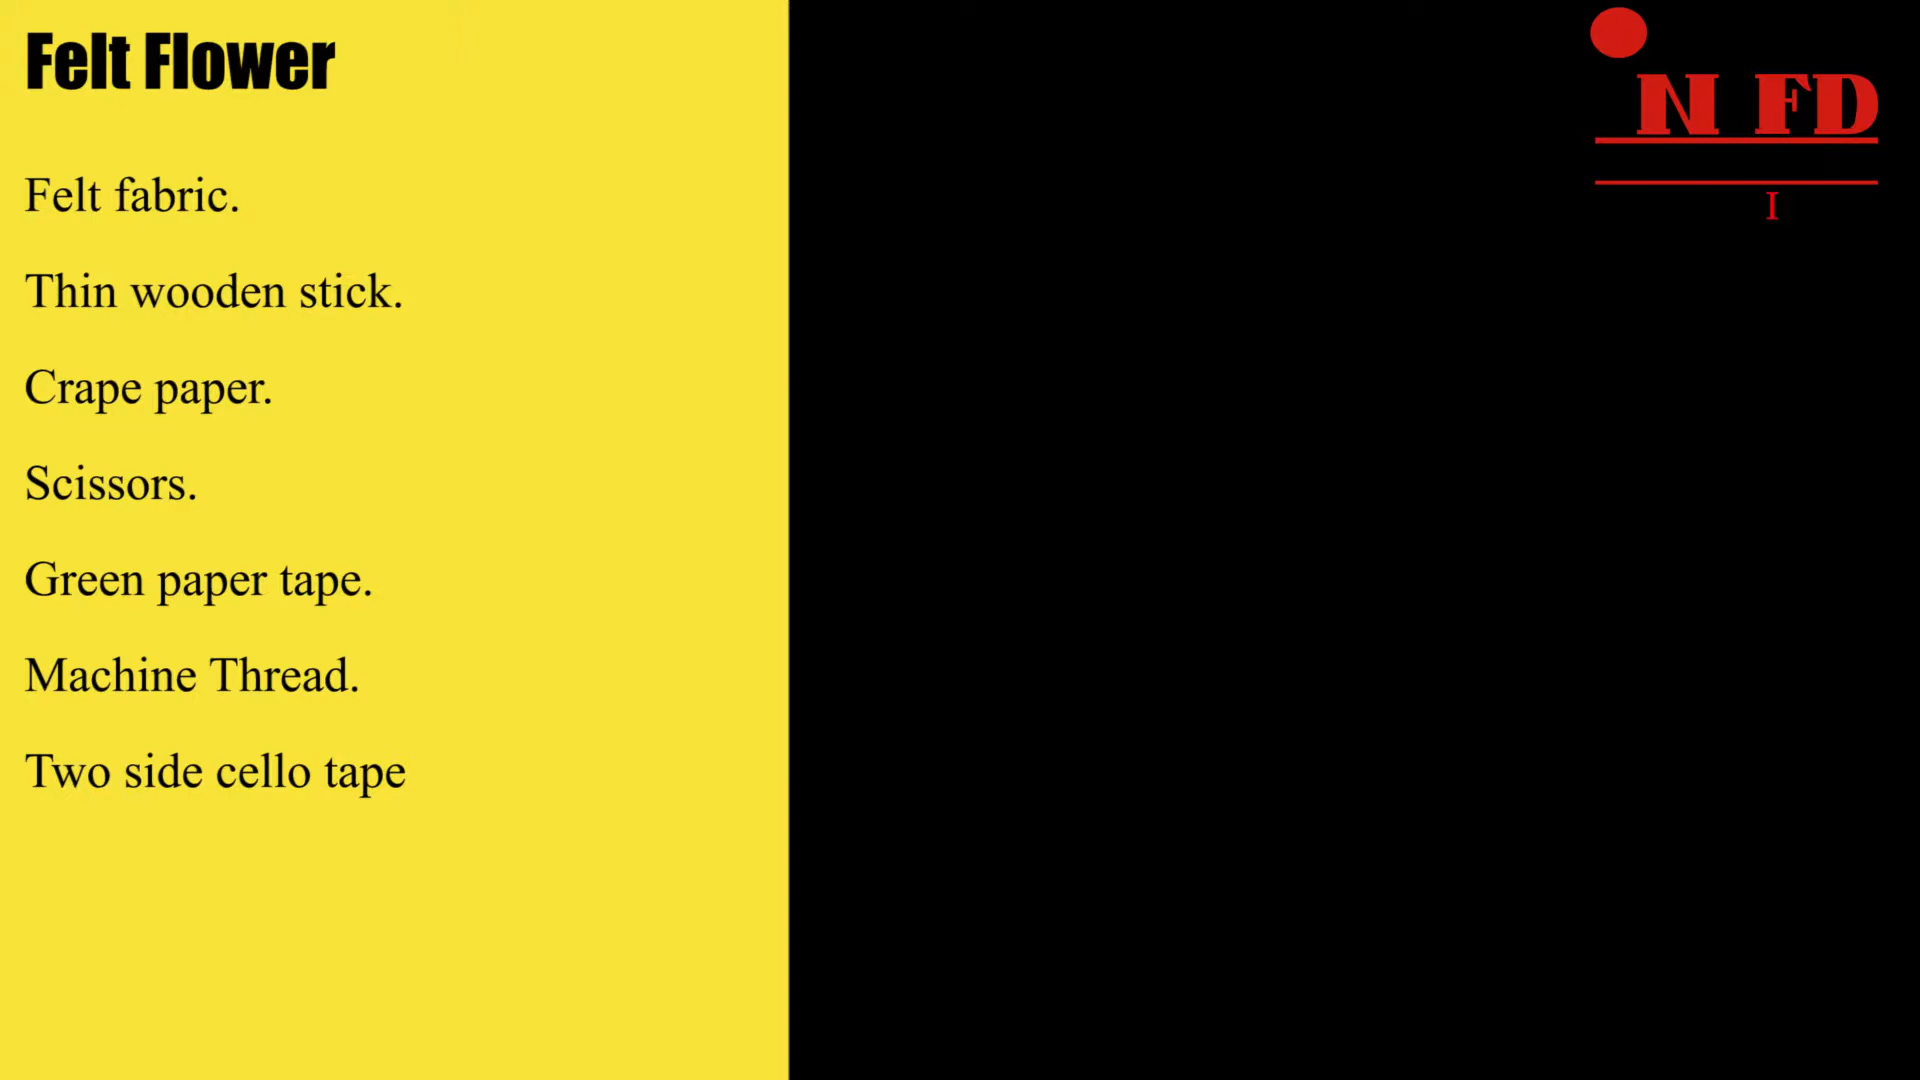 Felt Flower
N FD
I
Felt fabric.
Thin wooden stick.
Crape paper.
Scissors.
Green paper tape.
Machine Thread.
Two side cello tape